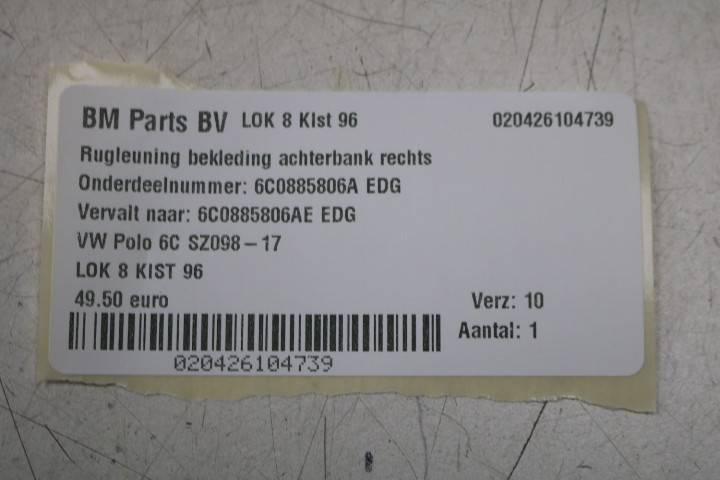 BM Parts BV LOK 8 KIst 96 020426104739
Rugleuning bekleding achterbank rechts
Onderdeelnummer: 6C0885806A EDG
Vervalt naar: 6C0885806AE EDG
VW Polo 6C SZ098-17
LOK 8 KIST 96
49.50 euro Verz: 10
Aantal: 1
020426104739